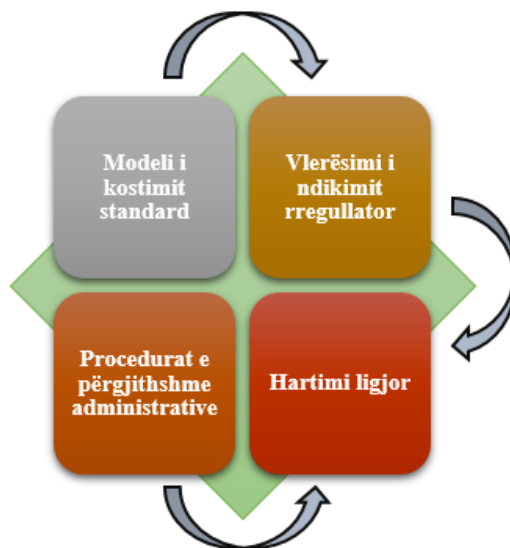 Modeli i
kostimit
standard
Vlerësimi i
ndikimit
rregullator
Procedurat e
përgjithshme
administrative
Hartimi ligjor